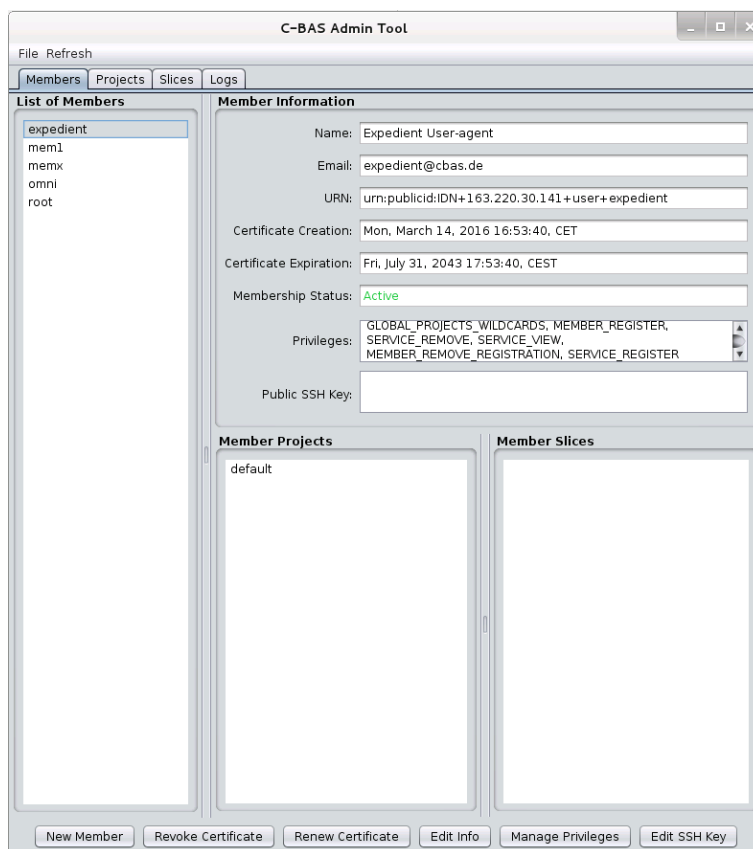 C-BAS Admin Tool
File Refresh
Members Projects Slices Logs
List of Members
expedient
mem1
memx
omni
root
Member Information
Name: Expedient User-agent
Email: expedient@cbas.de
URN: urn:publicid:IDN+163.220.30.141+user+expedient
Certificate Creation: Mon, March 14, 2016 16:53:40, CET
Certificate Expiration: Fri, July 31, 2043 17:53:40, CEST
Membership Status: Active
Privileges: GLOBAL_PROJECTS_WILDCARDS, MEMBER_REGISTER,
SERVICE_REMOVE, SERVICE_VIEW,
MEMBER_REMOVE_REGISTRATION, SERVICE_REGISTER
Public SSH Key:
Member Projects
default
Member Slices
New Member Revoke Certificate Renew Certificate Edit Info Manage Privileges Edit SSH Key